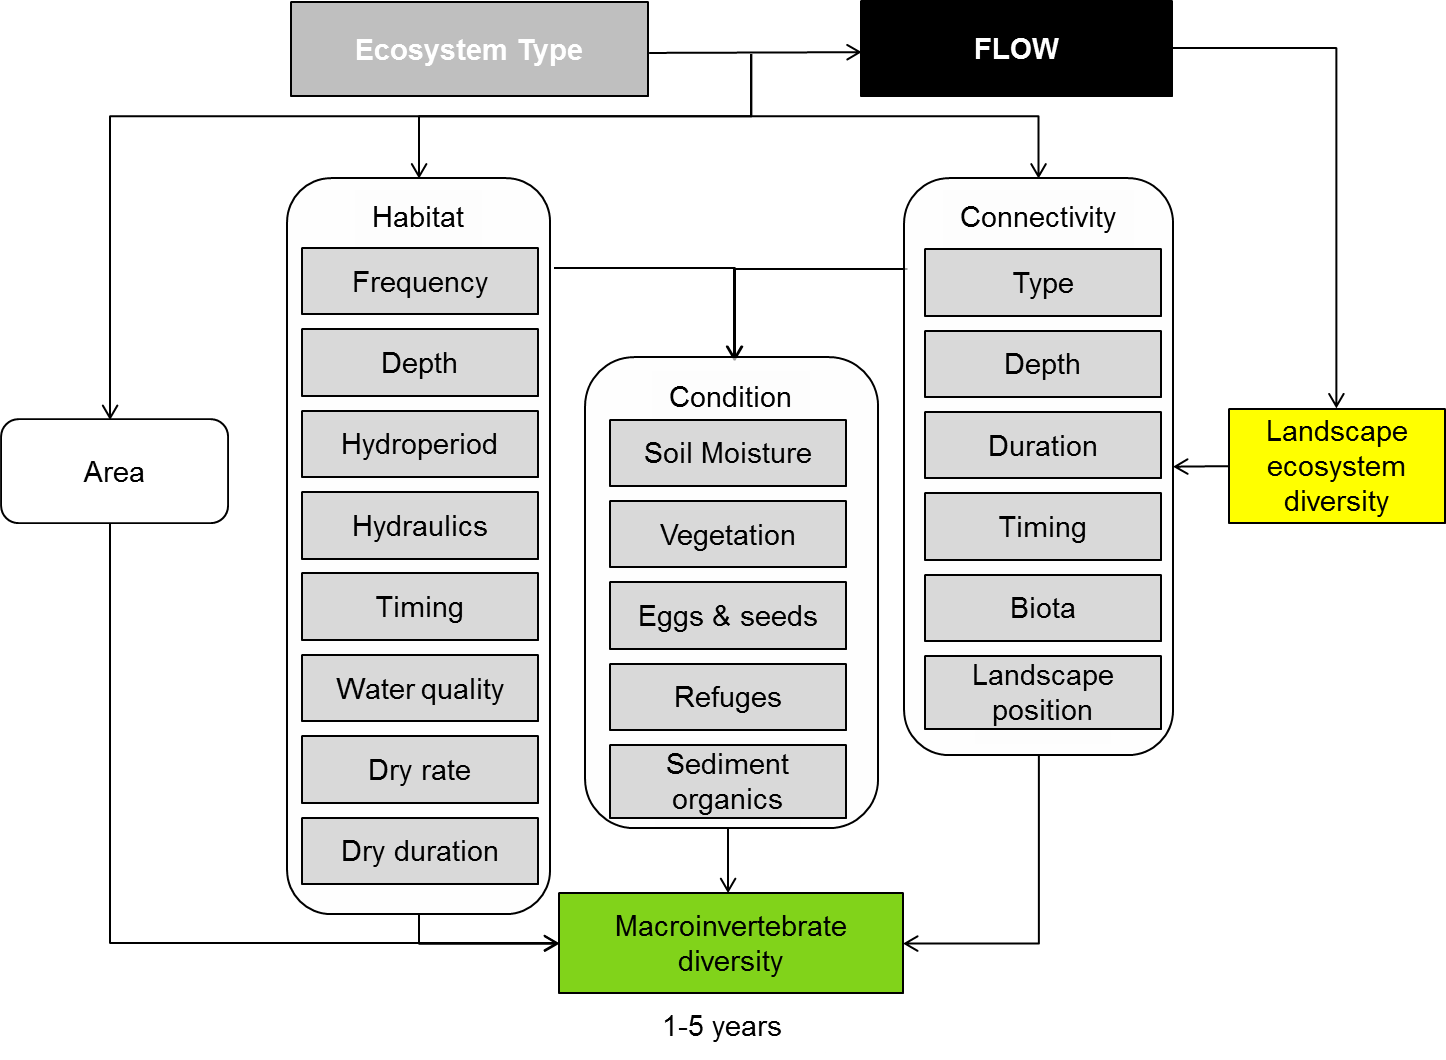 Ecosystem Type
FLOW
Habitat
Frequency
Depth
Hydroperiod
Hydraulics
Timing
Water quality
Dry rate
Dry duration
Connectivity
Type
Depth
Duration
Timing
Biota
Landscape
position
Condition
Soil Moisture
Vegetation
Eggs & seeds
Refuges
Sediment
organics
Area
Landscape
ecosystem
diversity
Macroinvertebrate
diversity
1-5 years